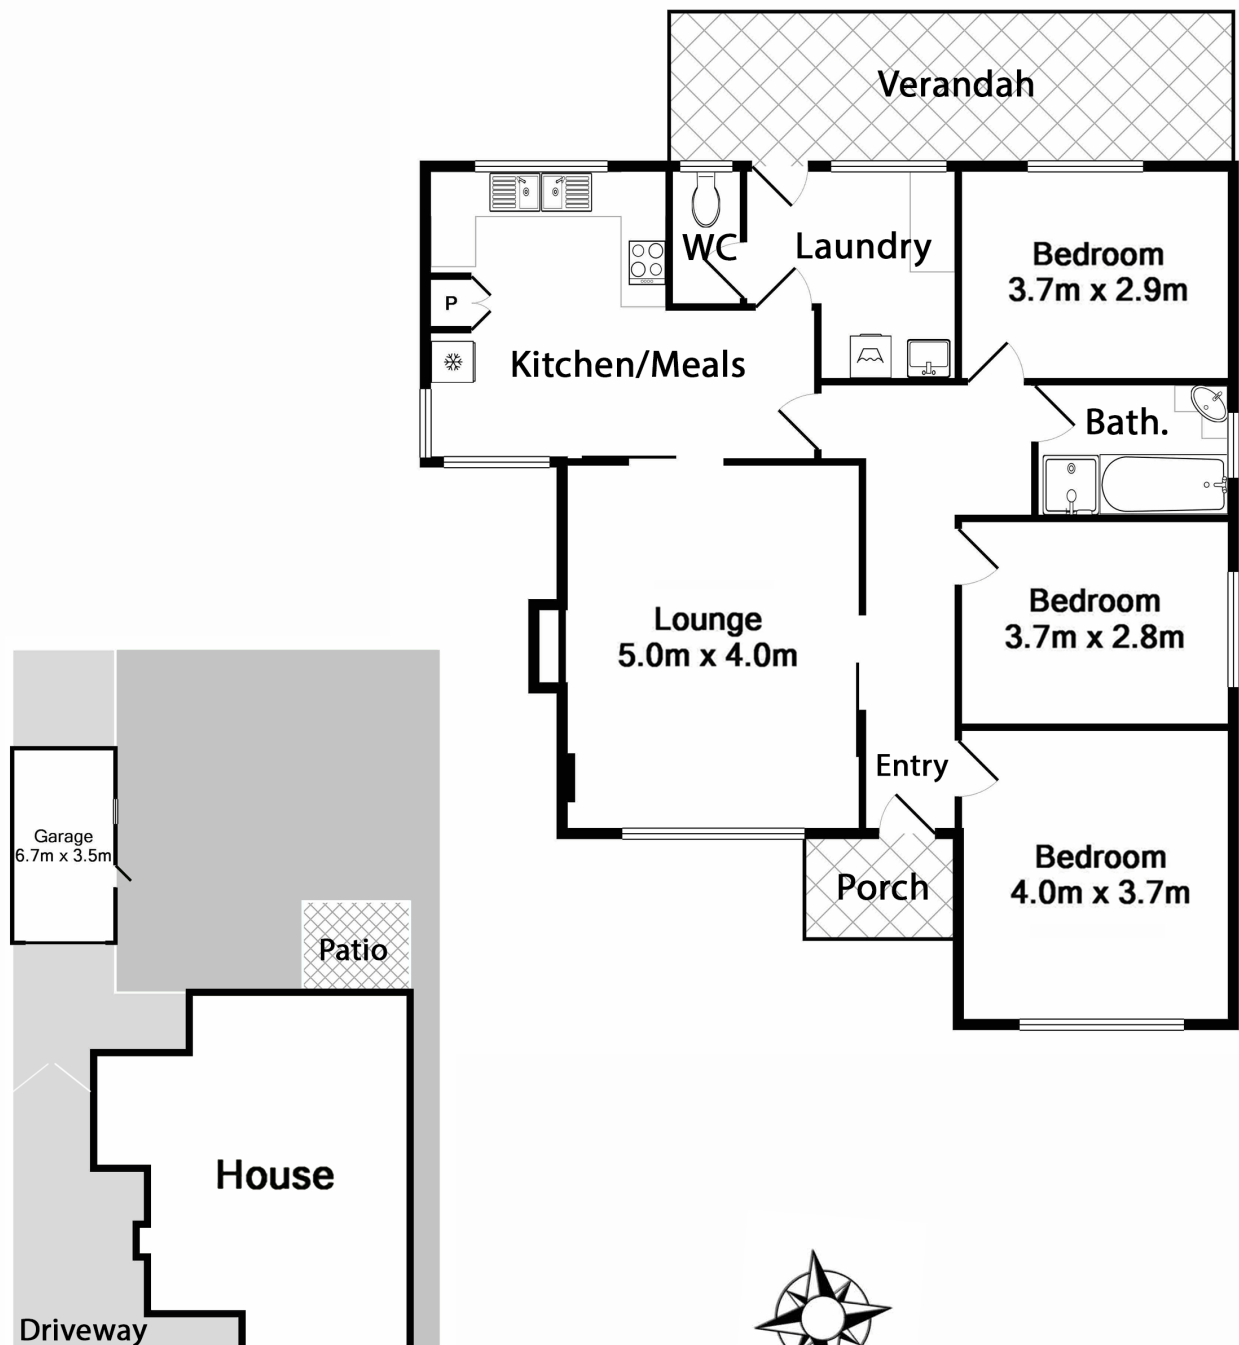 Verandah
WC
Laundry
Bedroom
3.7m x 2.9m
P
Kitchen/Meals
Bath.
Lounge
5.0m x 4.0m
Bedroom
3.7m x 2.8m
Entry
Porch
Bedroom
4.0m x 3.7m
Garage
6.7m x 3.5m
Patio
House
Driveway